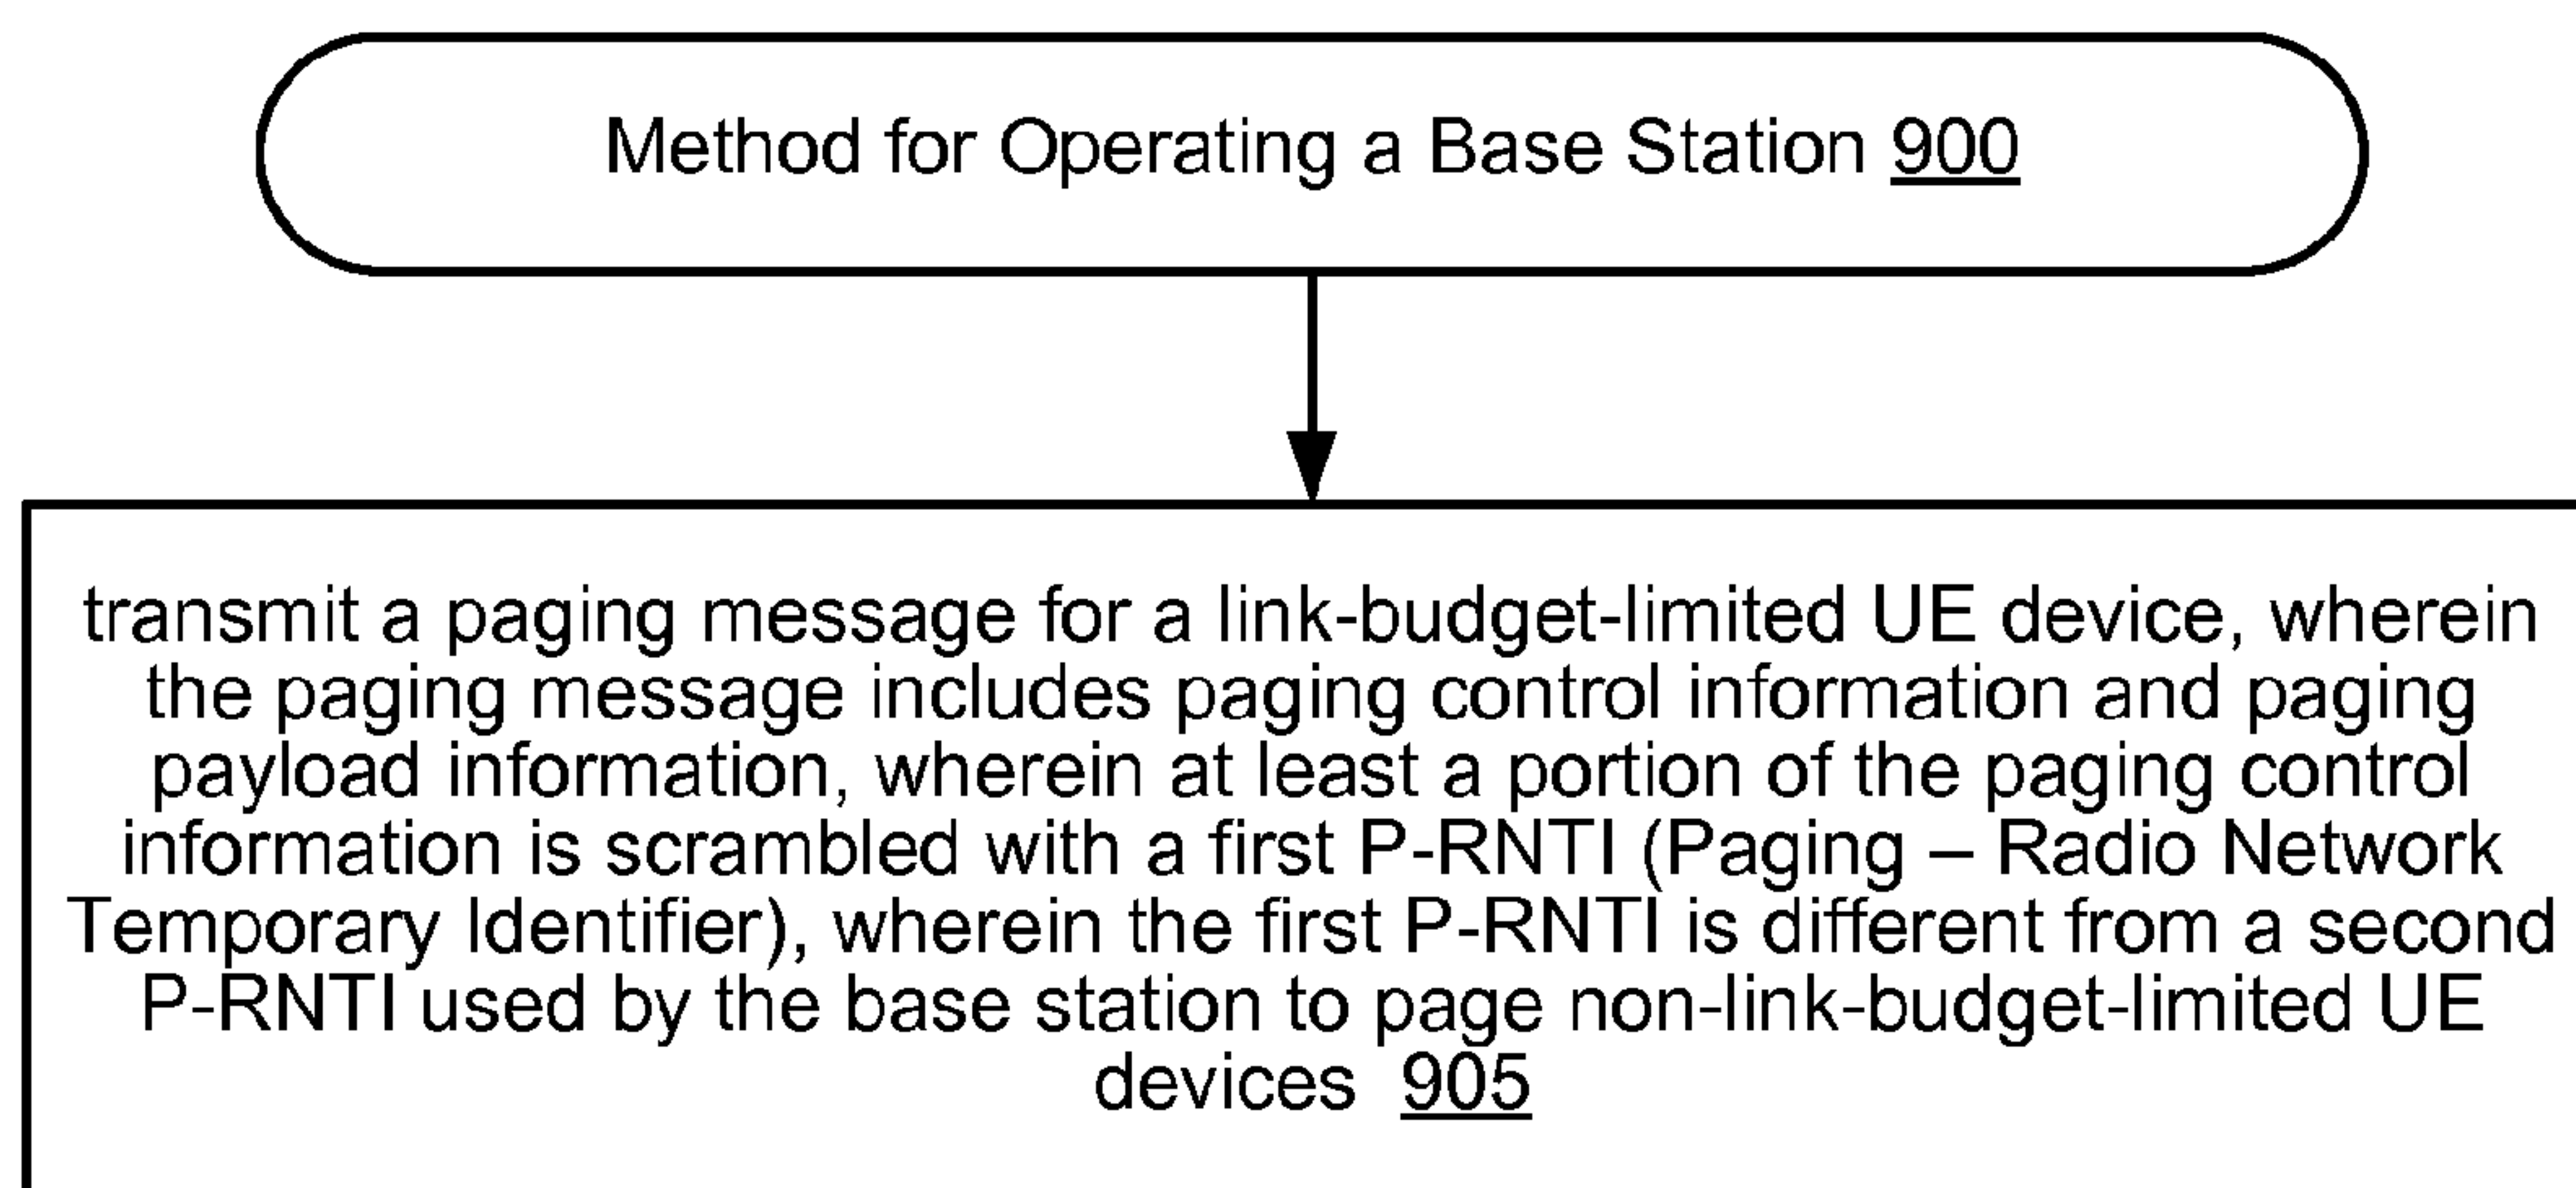 Method for Operating a Base Station 900
transmit a paging message for a link-budget-limited UE device, wherein
the paging message includes paging control information and paging
payload information, wherein at least a portion of the paging control
information is scrambled with a first P-RNTI (Paging – Radio Network
Temporary Identifier), wherein the first P-RNTI is different from a second
P-RNTI used by the base station to page non-link-budget-limited UE
devices 905